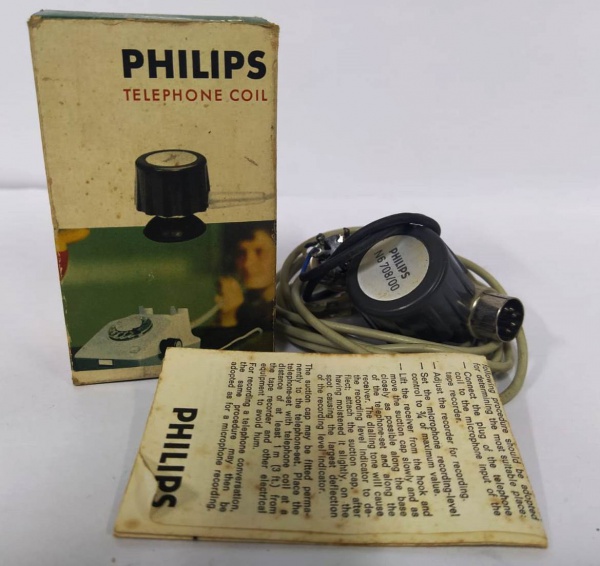 PHILIPS
TELEPHONE COIL
PHILIPS
N6 708/00
following procedure should be adopted
for determining the most suitable place:
— Connect the plug of the telephone
coil to the microphone input of the
tape recorder.
— Adjust the recorder for recording.
— Set the microphone recording-level
control to ¾ of maximum value.
— Lift the receiver from the hook and
move the suction cap slowly and as
closely as possible along the base
of the telephone-set and along the
receiver. The dialling tone will cause
the recording level indicator to de-
flect. attach the suction cap, after
having moistened it slightly, on the
spot causing the largest deflection
of the recording level indicator.
The suction cap may be fitted perma-
nently to the telephone-set. Place the
telephone-set with telephone coil at a
distance of at least 1 m (3 ft.) from
the tape recorder and other electrical
equipment to avoid hum.
For recording a telephone conversation,
the same procedure may then be
adopted as for a microphone recording.
PHILIPS